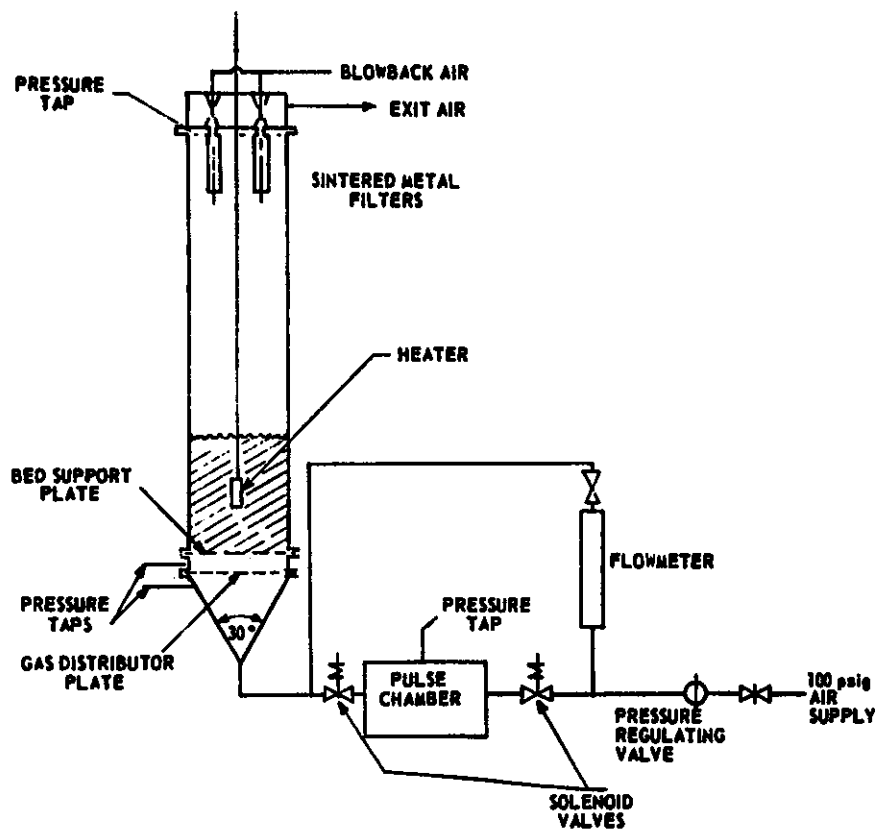 BLOWBACK AIR
PRESSURE
TAP
EXIT AIR
SINTERED METAL
FILTERS
HEATER
BED SUPPORT
PLATE
FLOWMETER
PRESSURE
TAPS
PRESSURE
TAP
30°
GAS DISTRIBUTOR
PLATE
PULSE
CHAMBER
100 psig
AIR
SUPPLY
PRESSURE
REGULATING
VALVE
SOLENOID
VALVES